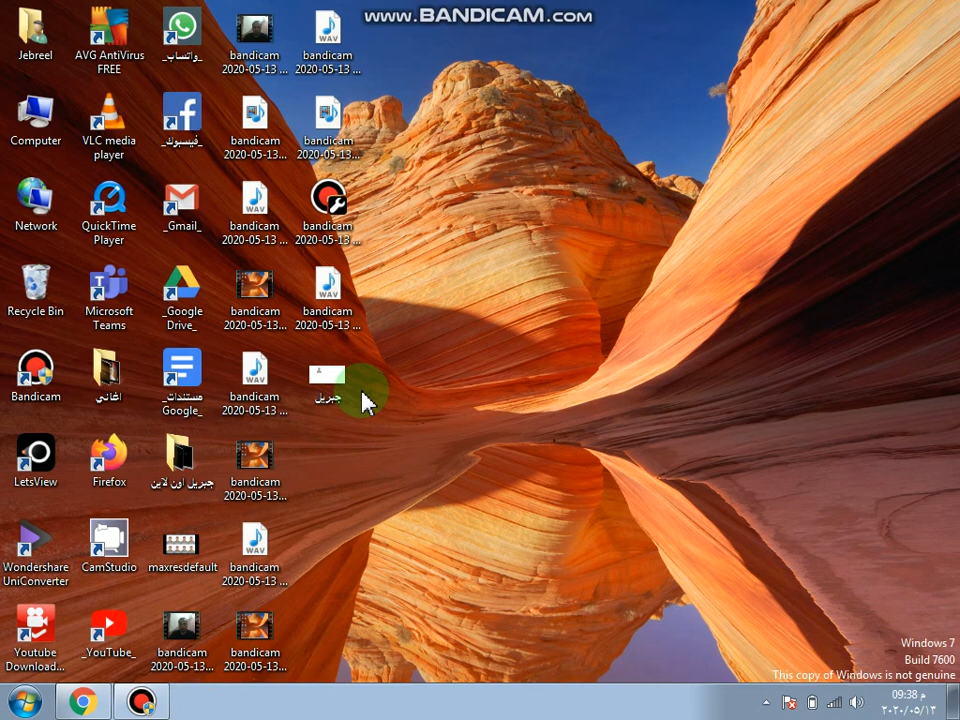 www.BANDICAM.com
Jebreel
AVG AntiVirus
FREE
_واتساب_
bandicam
2020-05-13 ...
bandicam
2020-05-13 ...
Computer
VLC media
player
_فيسبوك_
bandicam
2020-05-13...
bandicam
2020-05-13...
Network
QuickTime
Player
_Gmail_
bandicam
2020-05-13 ...
bandicam
2020-05-13 ...
Recycle Bin
Microsoft
Teams
_Google
Drive_
bandicam
2020-05-13...
bandicam
2020-05-13 ...
Bandicam
اغاني
_مستندات
Google_
bandicam
2020-05-13 ...
جبريل
LetsView
Firefox
جبريل اون لاين
bandicam
2020-05-13...
Wondershare
UniConverter
CamStudio
maxresdefault
bandicam
2020-05-13 ...
Youtube
Download...
_YouTube_
bandicam
2020-05-13...
bandicam
2020-05-13...
Windows 7
Build 7600
This copy of Windows is not genuine
09:38 م
٢٠٢٠/٠٥/١٣